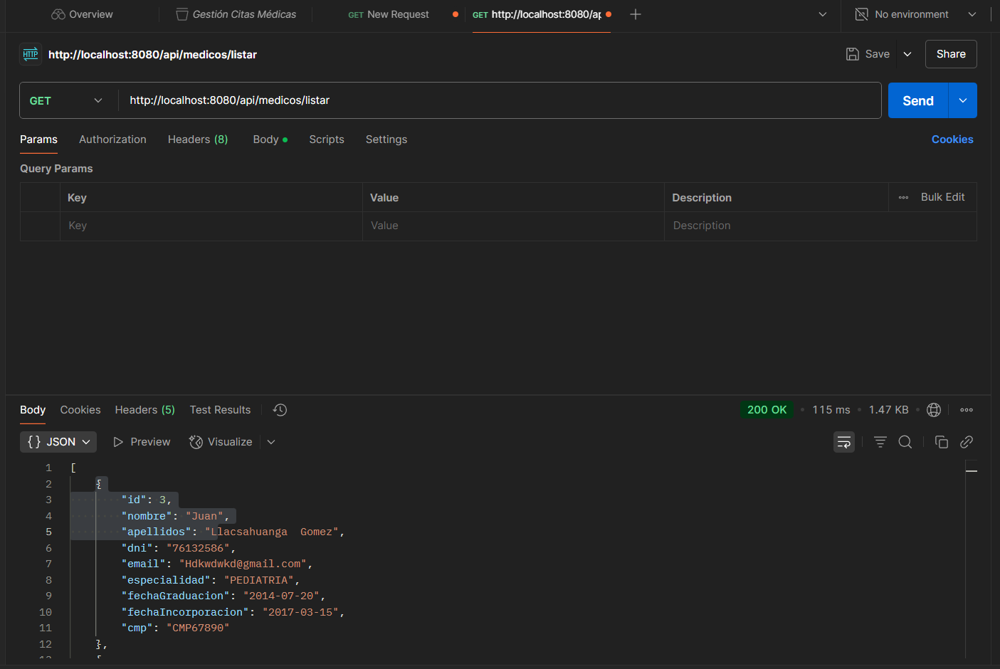 Overview
Gestión Citas Médicas
GET New Request
GET http://localhost:8080/ap
No environment
HTTP http://localhost:8080/api/medicos/listar
Save
Share
GET
http://localhost:8080/api/medicos/listar
Send
Params Authorization Headers (8) Body Scripts Settings
Cookies
Query Params
Key Value Description Bulk Edit
Key Value Description
Body Cookies Headers (5) Test Results
200 OK 115 ms 1.47 KB
{} JSON Preview Visualize
1 [
2 {
3 "id": 3,
4 "nombre": "Juan",
5 "apellidos": "Llacsahuanga  Gomez",
6 "dni": "76132586",
7 "email": "Hdkwdwkd@gmail.com",
8 "especialidad": "PEDIATRIA",
9 "fechaGraduacion": "2014-07-20",
10 "fechaIncorporacion": "2017-03-15",
11 "cmp": "CMP67890"
12 },